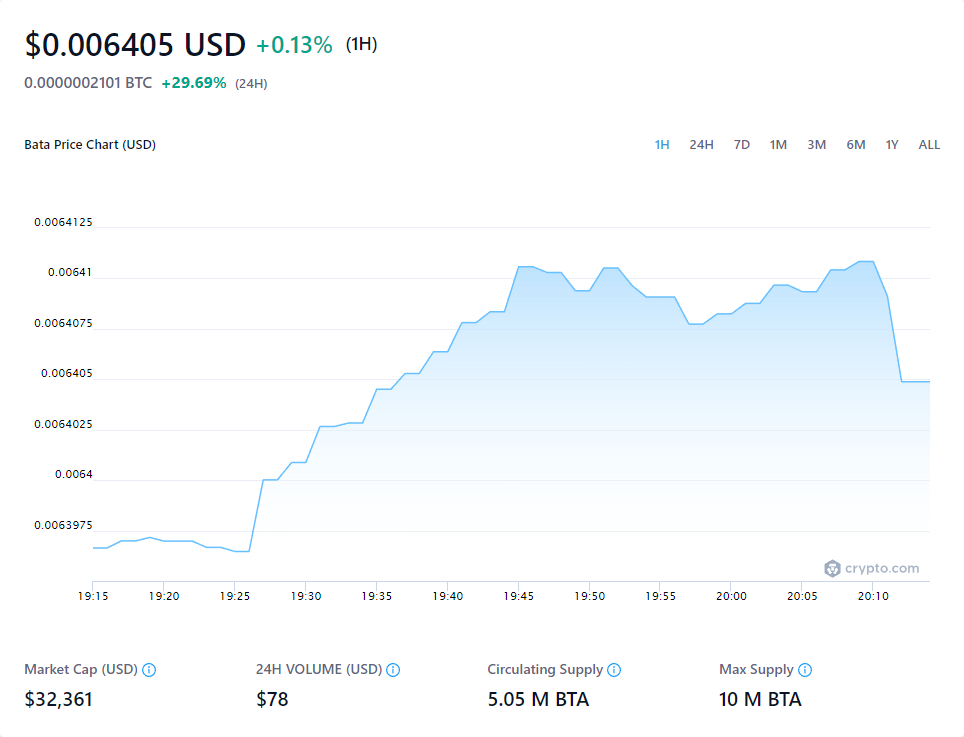 $0.006405 USD +0.13% (1H)
0.0000002101 BTC +29.69% (24H)
Bata Price Chart (USD) 1H 24H 7D 1M 3M 6M 1Y ALL
0.0064125
0.00641
0.0064075
0.006405
0.0064025
0.0064
0.0063975
crypto.com
19:15 19:20 19:25 19:30 19:35 19:40 19:45 19:50 19:55 20:00 20:05 20:10
Market Cap (USD) 24H VOLUME (USD) Circulating Supply Max Supply
$32,361 $78 5.05 M BTA 10 M BTA